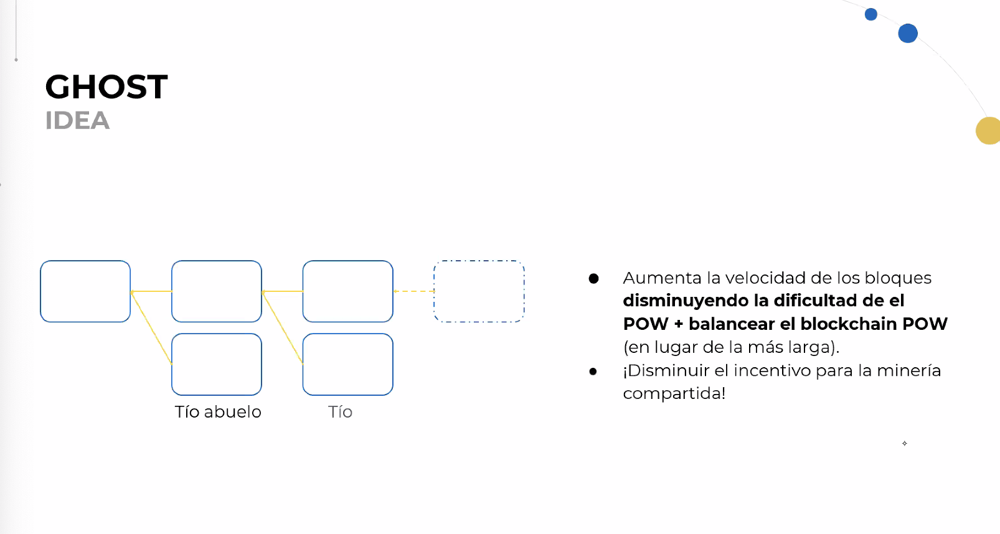 GHOST
IDEA
Tío abuelo
Tío
● Aumenta la velocidad de los bloques
disminuyendo la dificultad de el
POW + balancear el blockchain POW
(en lugar de la más larga).
● ¡Disminuir el incentivo para la minería
compartida!